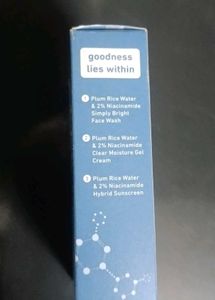 goodness
lies within
1 Plum Rice Water
& 2% Niacinamide
Simply Bright
Face Wash
2 Plum Rice Water
& 2% Niacinamide
Clear Moisture Gel
Cream
3 Plum Rice Water
& 2% Niacinamide
Hybrid Sunscreen